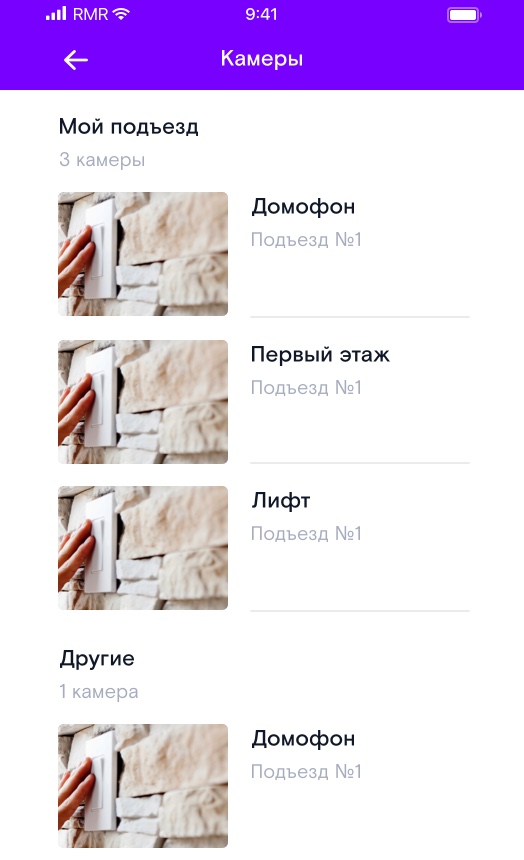 RMR 9:41
Камеры
Мой подъезд
3 камеры
Домофон
Подъезд №1
Первый этаж
Подъезд №1
Лифт
Подъезд №1
Другие
1 камера
Домофон
Подъезд №1